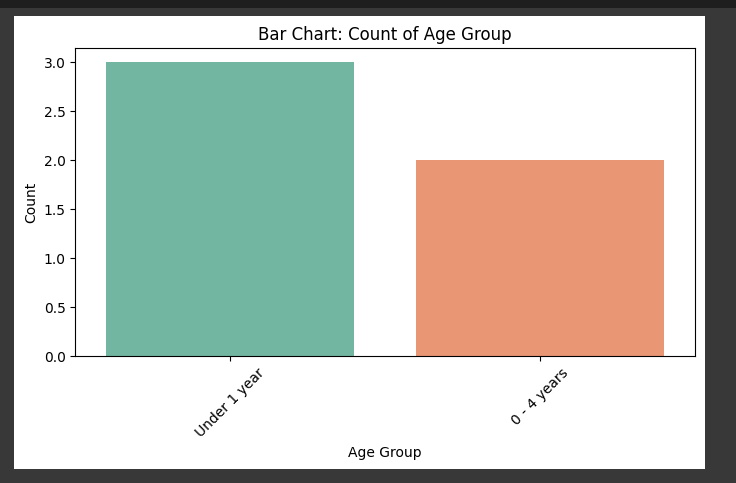 Bar Chart: Count of Age Group
3.0
2.5
2.0
1.5
1.0
0.5
0.0
Count
Under 1 year
0 - 4 years
Age Group